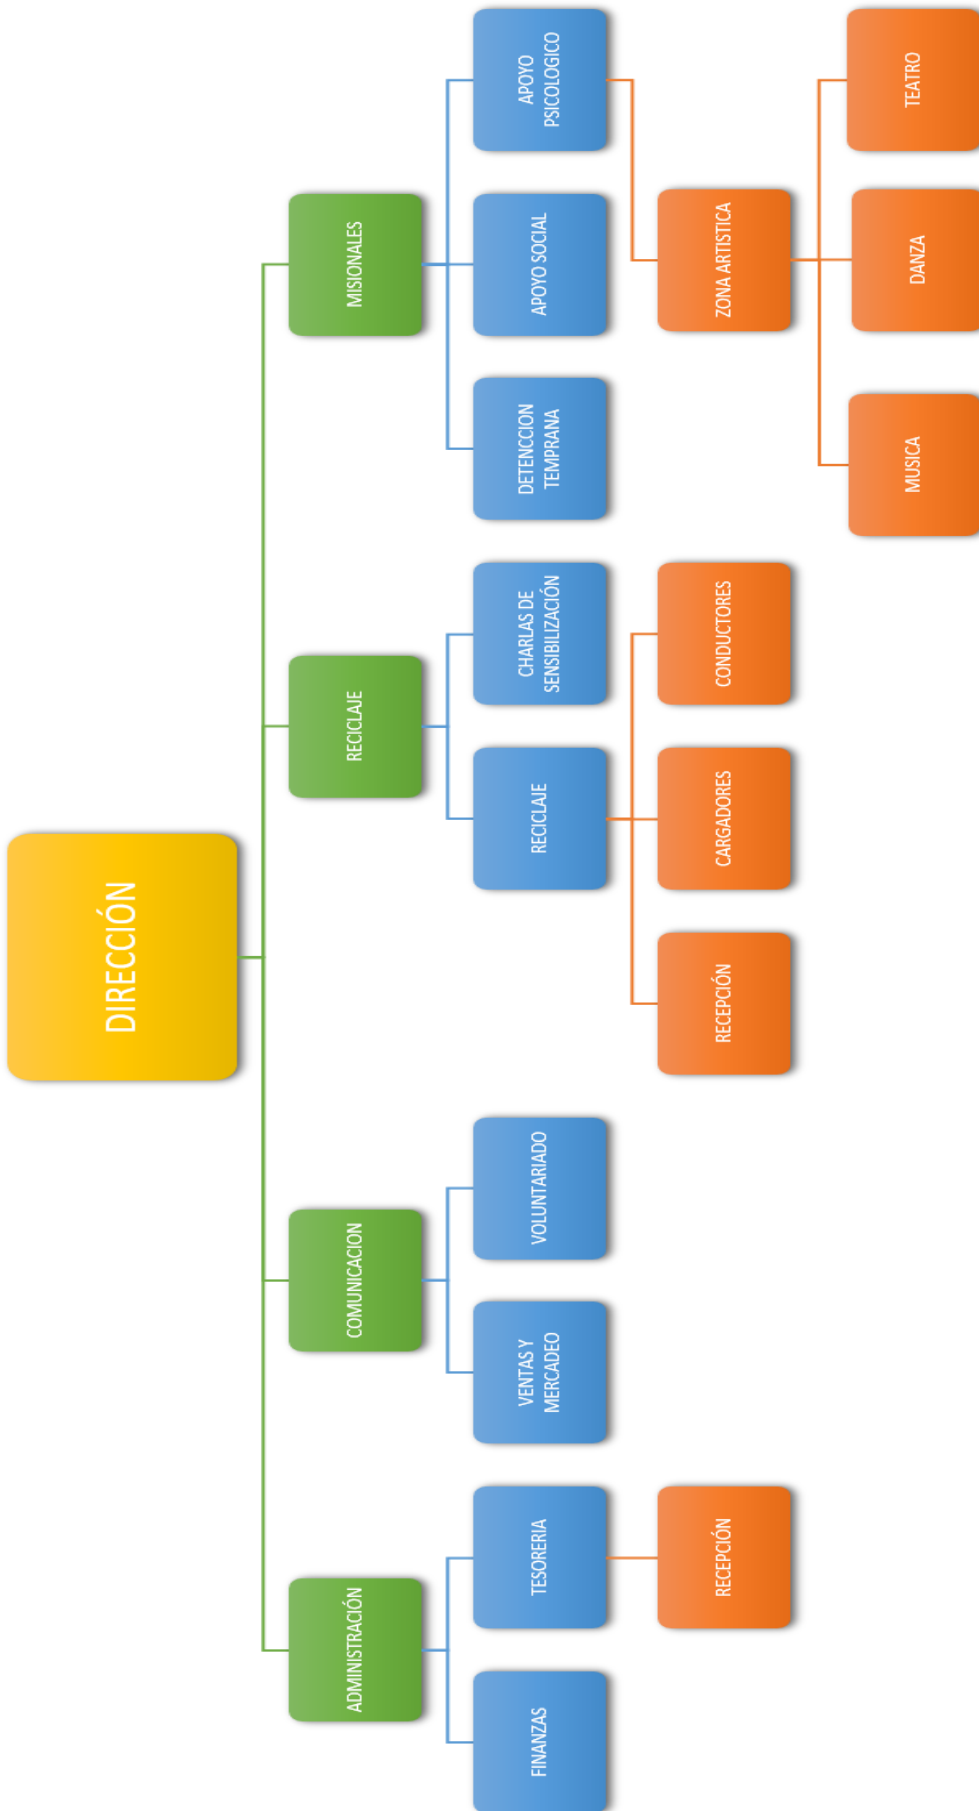 DIRECCIÓN
ADMINISTRACIÓN
COMUNICACION
RECICLAJE
MISIONALES
FINANZAS
TESORERIA
VENTAS Y
MERCADEO
VOLUNTARIADO
RECICLAJE
CHARLAS DE
SENSIBILIZACIÓN
DETENCCION
TEMPRANA
APOYO SOCIAL
APOYO
PSICOLOGICO
RECEPCIÓN
RECEPCIÓN
CARGADORES
CONDUCTORES
ZONA ARTISTICA
MUSICA
DANZA
TEATRO